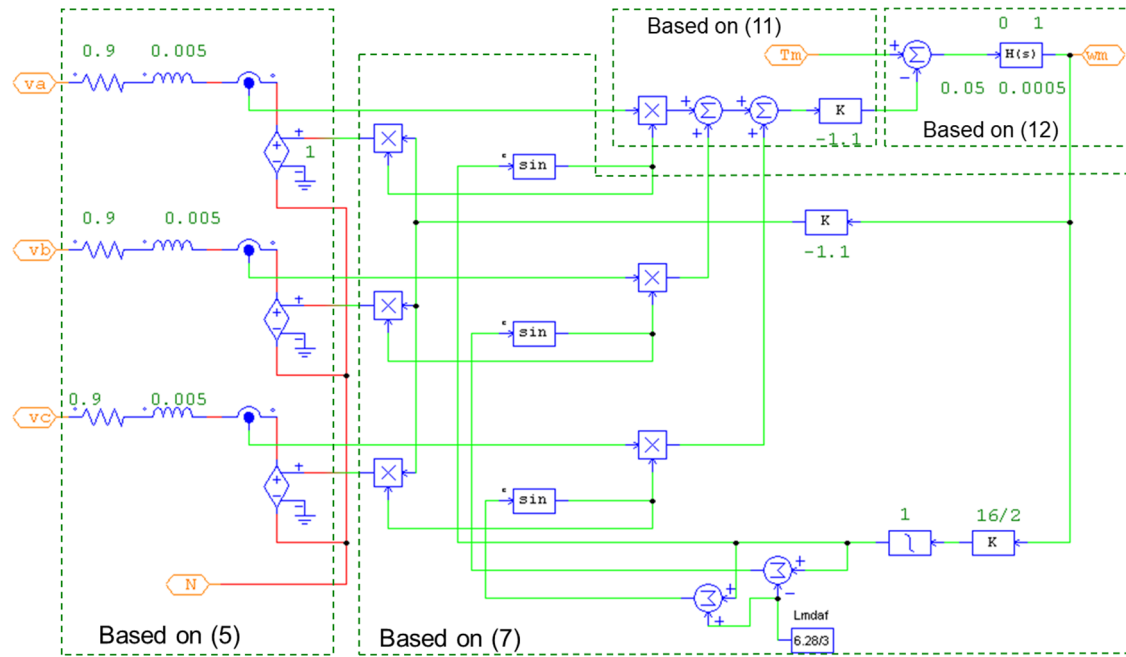 Based on (11)
0 1
0.9 0.005
Tm
Σ
H(s)
wm
va
+
−
0.05 0.0005
×
+
Σ
+
+
Σ
+
K
-1.1
Based on (12)
×
+
−
1
sin
0.9 0.005
vb
K
-1.1
×
×
+
−
sin
0.9 0.005
vc
×
×
+
−
sin
1
16/2
K
N
Σ
+
−
Σ
+
+
Lmdaf
6.28/3
Based on (5)
Based on (7)